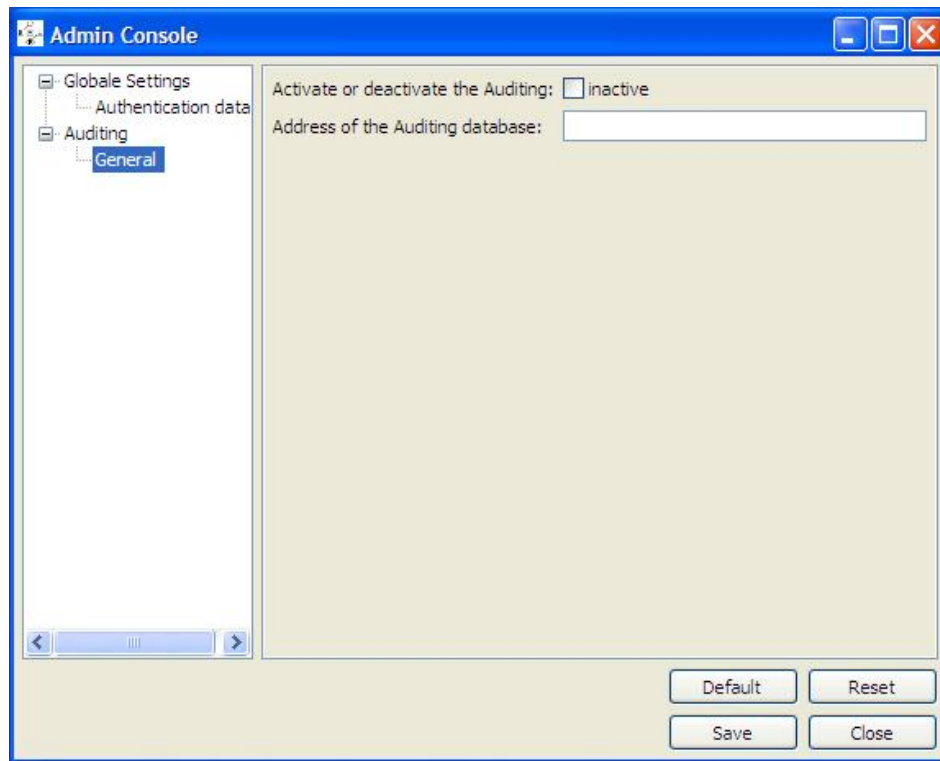 Admin Console
Globale Settings
Authentication data
Auditing
General
Activate or deactivate the Auditing: inactive
Address of the Auditing database:
Default Reset
Save Close